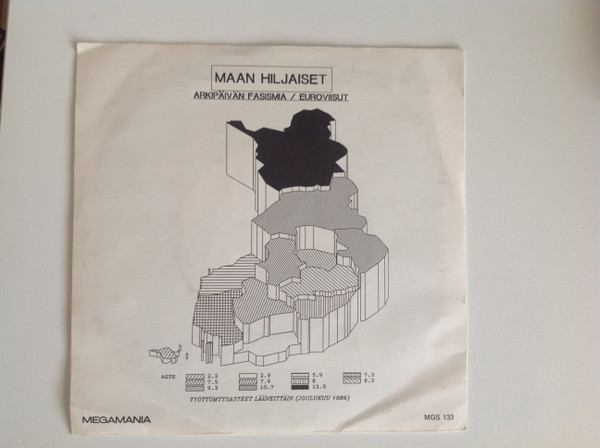 MAAN HILJAISET
ARKIPÄIVÄN FASISMIA / EUROVIISUT
ASTE 2.2 2.9 5.9 7.3
7.5 7.9 8 8.3
9.3 10.7 13.9
TYÖTTÖMYYSASTEET LÄÄNEITTÄIN (JOULUKUU 1986)
MEGAMANIA MGS 133